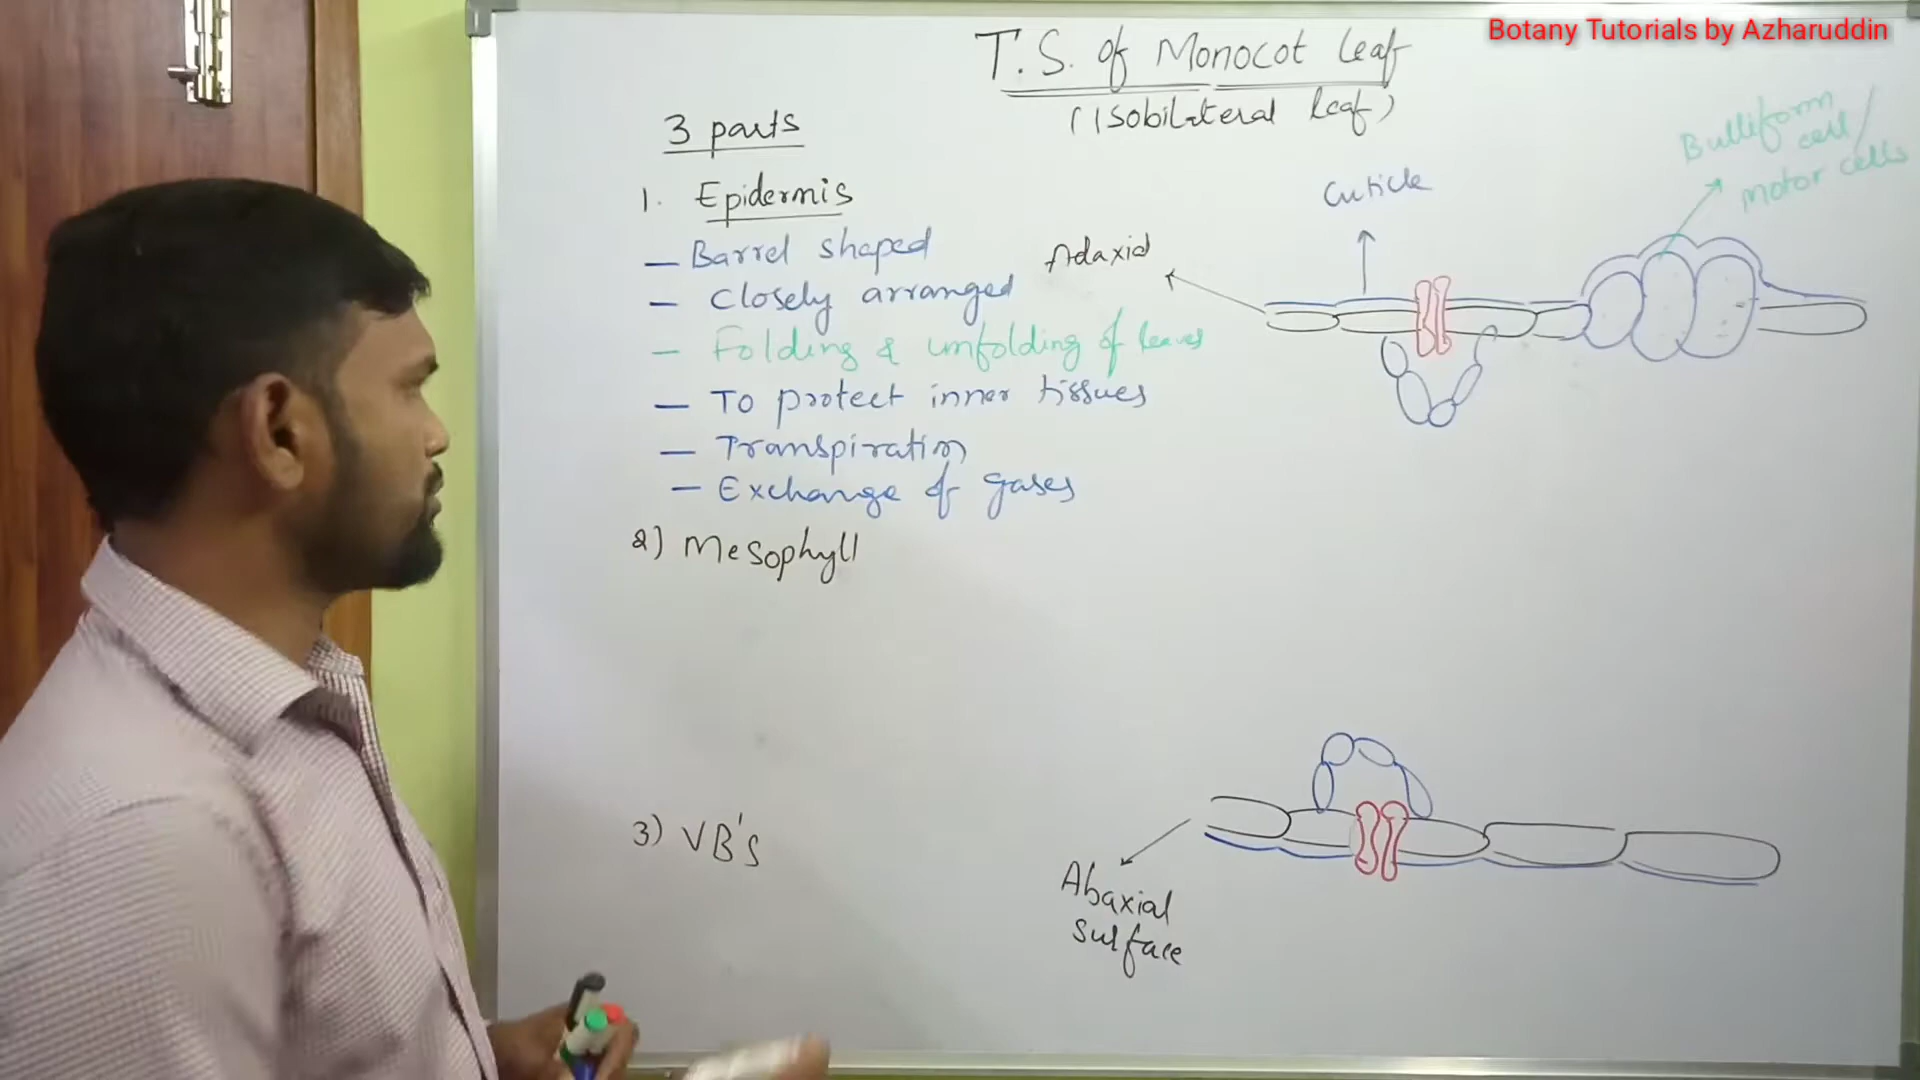 Botany Tutorials by Azharuddin
T.S. of Monocot leaf
(Isobilateral leaf)
3 parts
1. Epidermis
— Barrel shaped
— closely arranged
— Folding & unfolding of leaves
— To protect inner tissues
— Transpiration
— Exchange of gases
2) Mesophyll
3) VB's
Adaxial
Cuticle
Bulliform
cell /
motor cells
Abaxial
surface